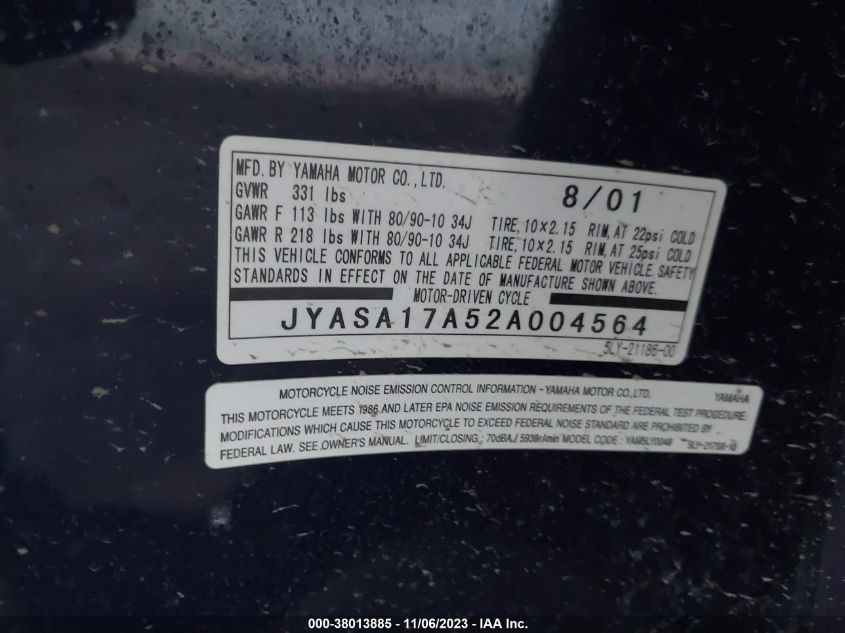 MFD. BY YAMAHA MOTOR CO., LTD. 8/01
GVWR 331 lbs
GAWR F 113 lbs WITH 80/90-10 34J TIRE, 10×2.15 RIM, AT 22psi COLD
GAWR R 218 lbs WITH 80/90-10 34J TIRE, 10×2.15 RIM, AT 25psi COLD
THIS VEHICLE CONFORMS TO ALL APPLICABLE FEDERAL MOTOR VEHICLE SAFETY
STANDARDS IN EFFECT ON THE DATE OF MANUFACTURE SHOWN ABOVE.
MOTOR-DRIVEN CYCLE
JYASA17A52A004564
5LY-21186-00
MOTORCYCLE NOISE EMISSION CONTROL INFORMATION - YAMAHA MOTOR CO.,LTD. YAMAHA
THIS MOTORCYCLE MEETS 1986 AND LATER EPA NOISE EMISSION REQUIREMENTS OF THE FEDERAL TEST PROCEDURE.
MODIFICATIONS WHICH CAUSE THIS MOTORCYCLE TO EXCEED FEDERAL NOISE STANDARD ARE PROHIBITED BY
FEDERAL LAW. SEE OWNER'S MANUAL. LIMIT/CLOSING : 70dBA / 5938r/min MODEL CODE :
000-38013885 - 11/06/2023 - IAA Inc.